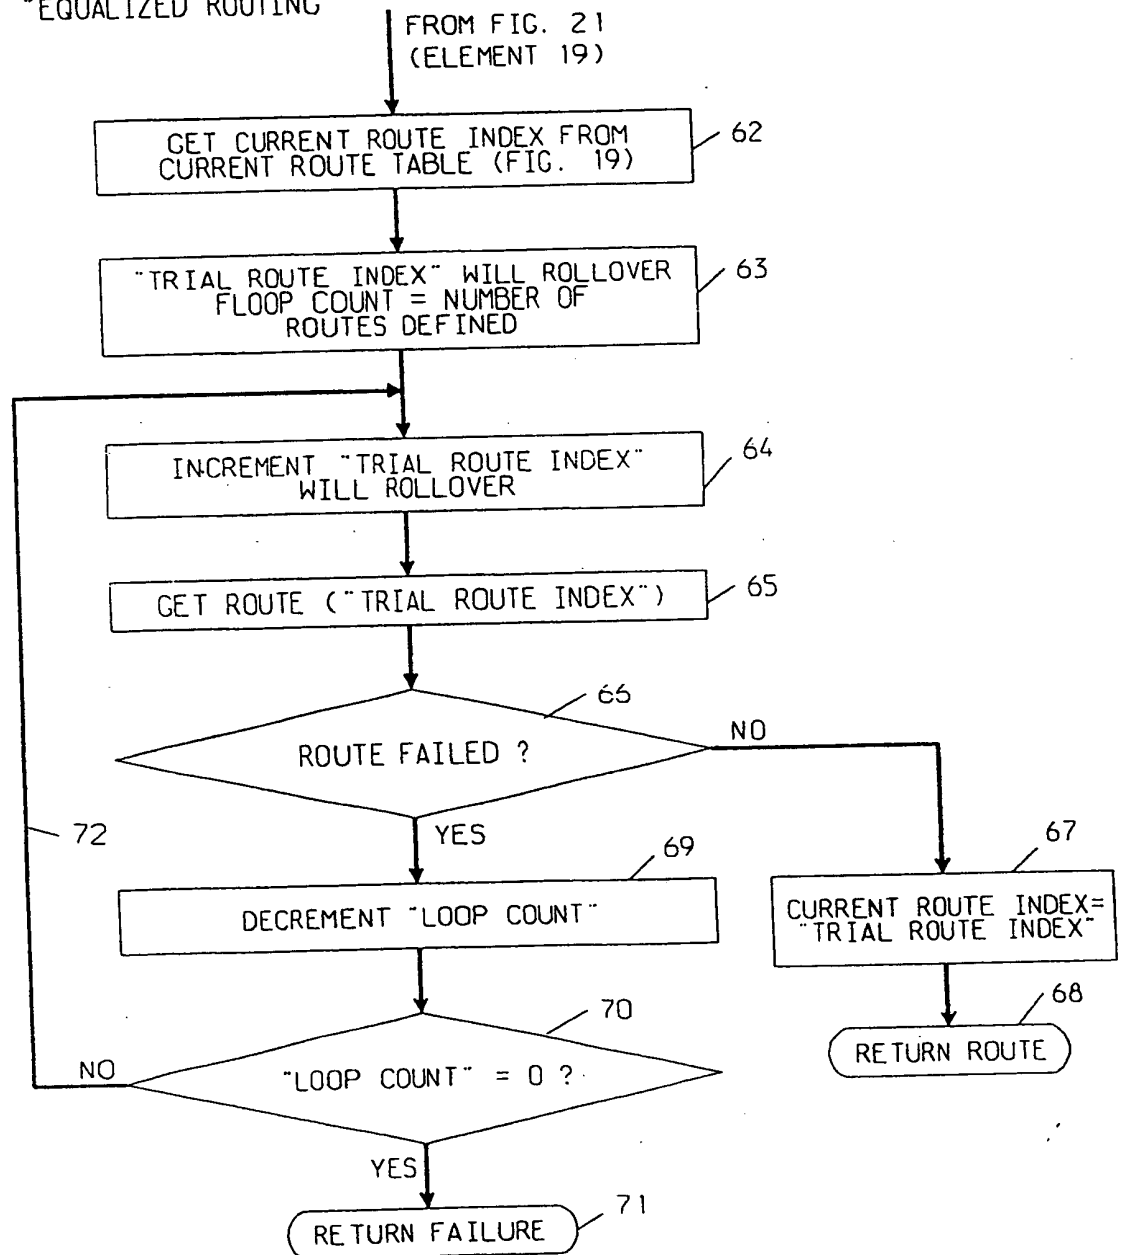 "EQUALIZED ROUTING
FROM FIG. 21
(ELEMENT 19)
GET CURRENT ROUTE INDEX FROM
CURRENT ROUTE TABLE (FIG. 19)
62
"TRIAL ROUTE INDEX" WILL ROLLOVER
FLOOP COUNT = NUMBER OF
ROUTES DEFINED
63
INCREMENT "TRIAL ROUTE INDEX"
WILL ROLLOVER
64
GET ROUTE ("TRIAL ROUTE INDEX")
65
66
ROUTE FAILED ?
NO
YES
72
69
67
DECREMENT "LOOP COUNT"
CURRENT ROUTE INDEX=
"TRIAL ROUTE INDEX"
70
68
RETURN ROUTE
NO
"LOOP COUNT" = 0 ?
YES
71
RETURN FAILURE